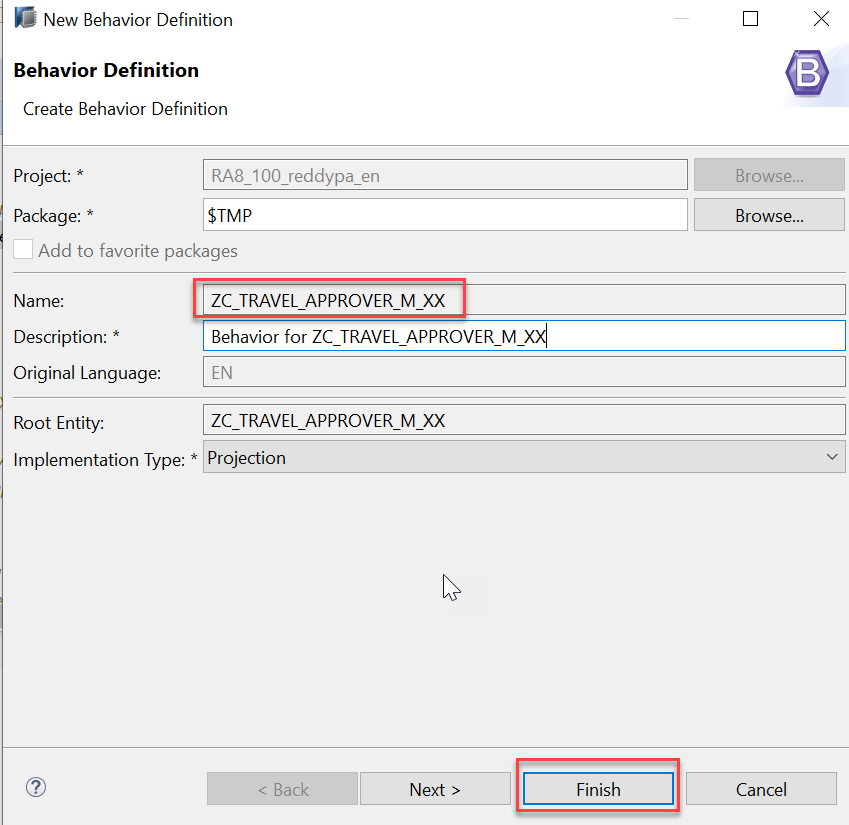 New Behavior Definition
Behavior Definition
Create Behavior Definition
B
Project: * RA8_100_reddypa_en Browse...
Package: * $TMP Browse...
Add to favorite packages
Name: ZC_TRAVEL_APPROVER_M_XX
Description: * Behavior for ZC_TRAVEL_APPROVER_M_XX
Original Language: EN
Root Entity: ZC_TRAVEL_APPROVER_M_XX
Implementation Type: * Projection
? < Back Next > Finish Cancel